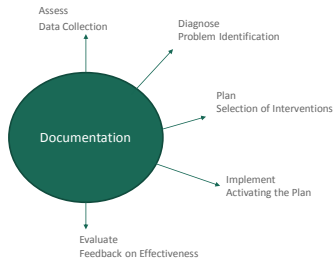 Assess
Data Collection
Diagnose
Problem Identification
Plan
Selection of Interventions
Documentation
Implement
Activating the Plan
Evaluate
Feedback on Effectiveness